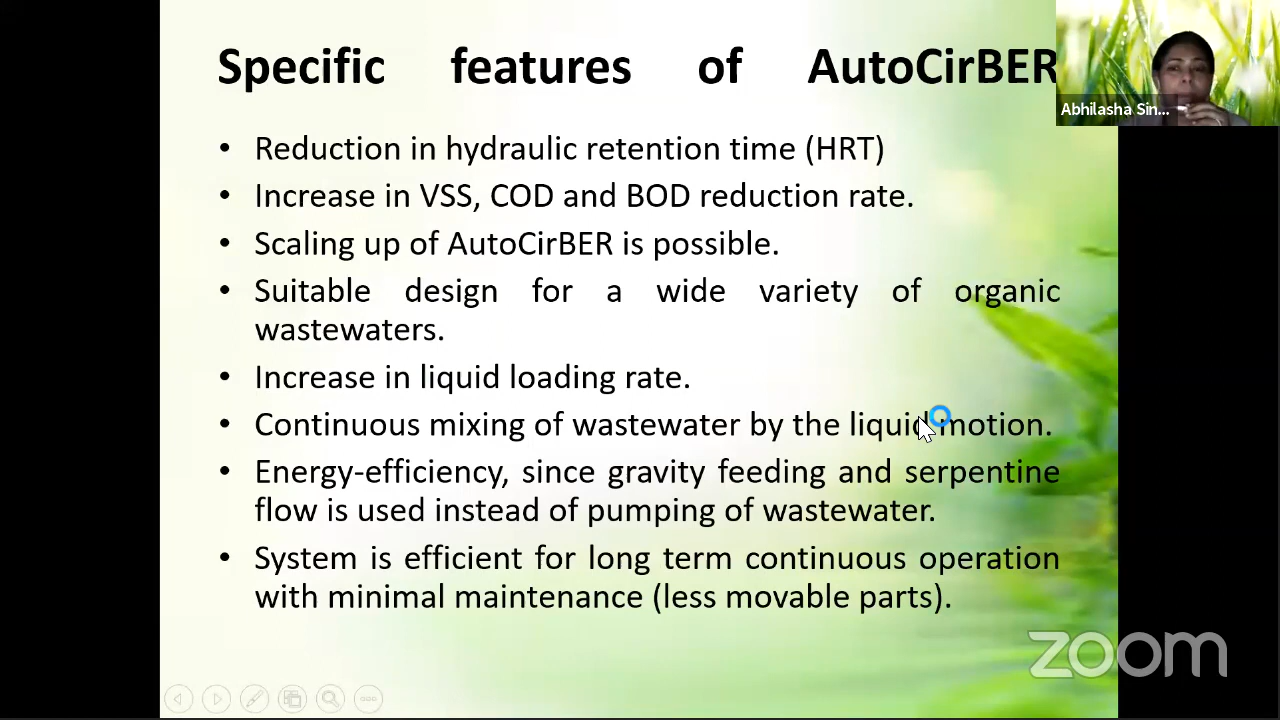 Specific features of AutoCirBER
Abhilasha Sin...
• Reduction in hydraulic retention time (HRT)
• Increase in VSS, COD and BOD reduction rate.
• Scaling up of AutoCirBER is possible.
• Suitable design for a wide variety of organic
wastewaters.
• Increase in liquid loading rate.
• Continuous mixing of wastewater by the liquid motion.
• Energy-efficiency, since gravity feeding and serpentine
flow is used instead of pumping of wastewater.
• System is efficient for long term continuous operation
with minimal maintenance (less movable parts).
zoom